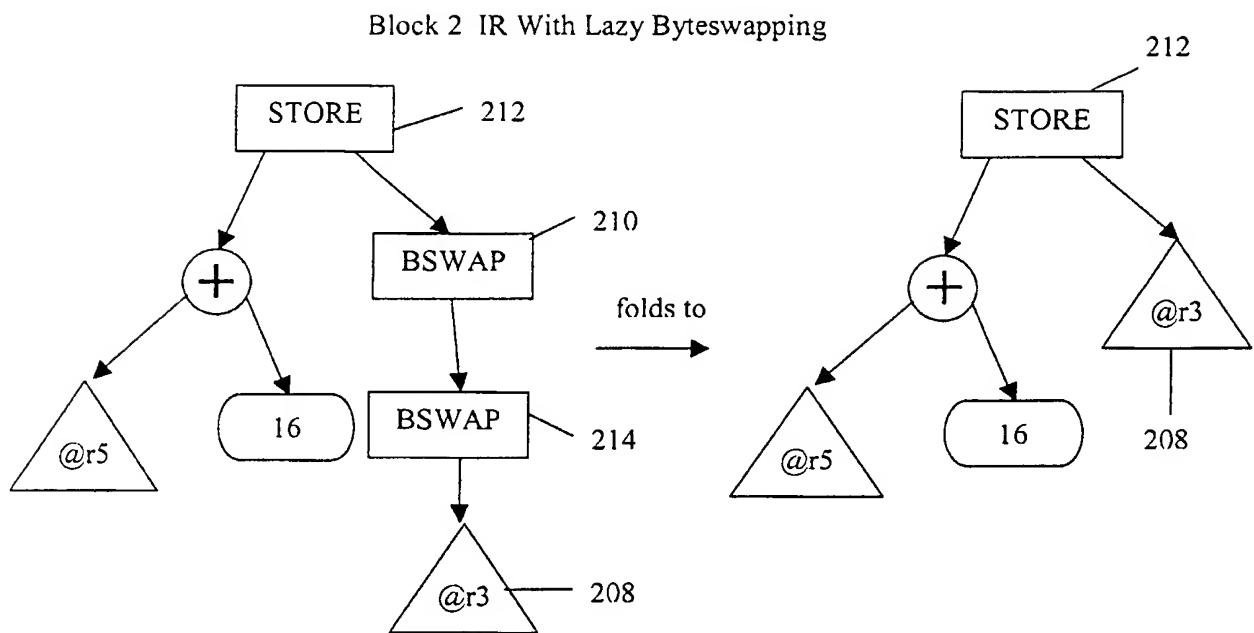 Block 2 IR With Lazy Byteswapping
STORE
212
210
BSWAP
+
BSWAP
214
@r5
16
@r3
208
folds to
212
STORE
+
@r3
208
@r5
16